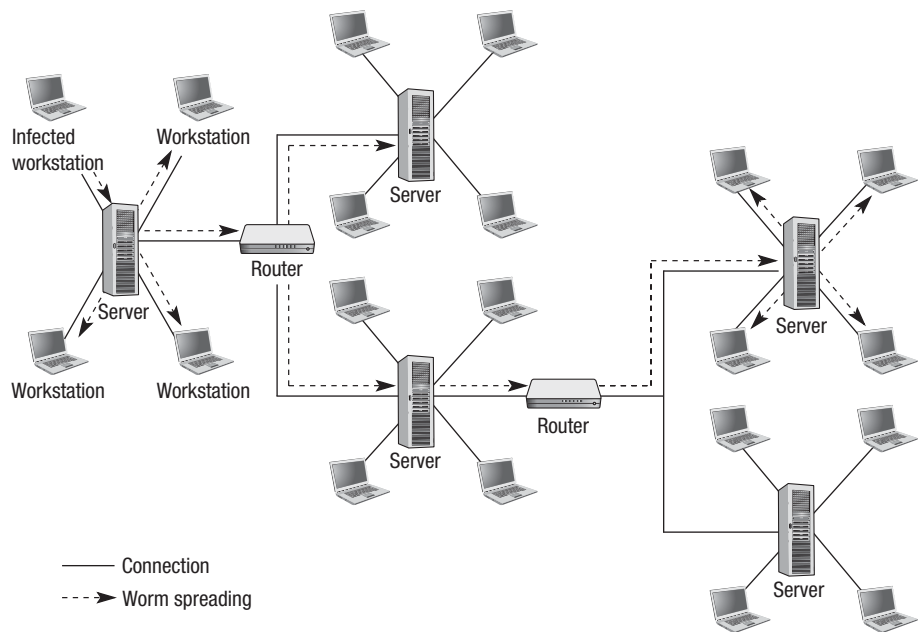 Infected
workstation
Workstation
Server
Router
Server
Workstation
Workstation
Server
Router
Server
Server
Connection
Worm spreading